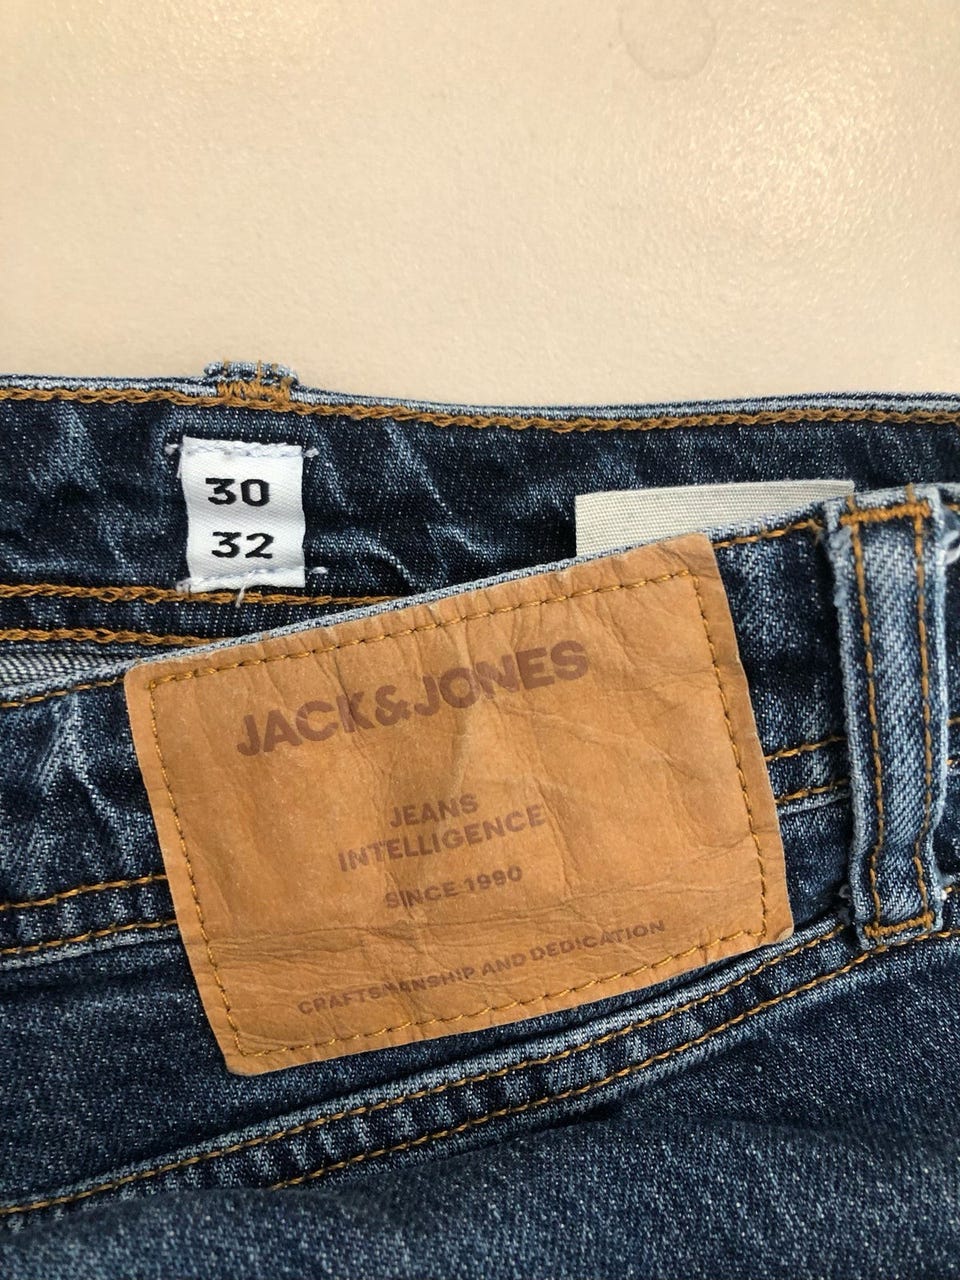 30
32
JACK&JONES
JEANS
INTELLIGENCE
SINCE 1990
CRAFTSMANSHIP AND DEDICATION